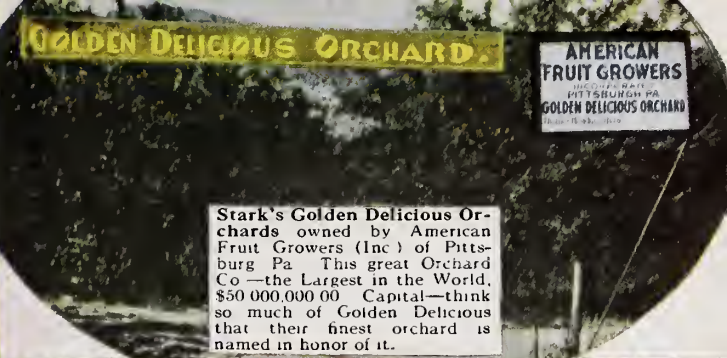 GOLDEN DELICIOUS ORCHARD.
AMERICAN
FRUIT GROWERS
INCORPORATED
PITTSBURGH PA
GOLDEN DELICIOUS ORCHARD
Stark's Golden Delicious Or-
chards owned by American
Fruit Growers (Inc ) of Pitts-
burg Pa This great Orchard
Co —the Largest in the World,
$50 000,000 00 Capital—think
so much of Golden Delicious
that their finest orchard is
named in honor of it.